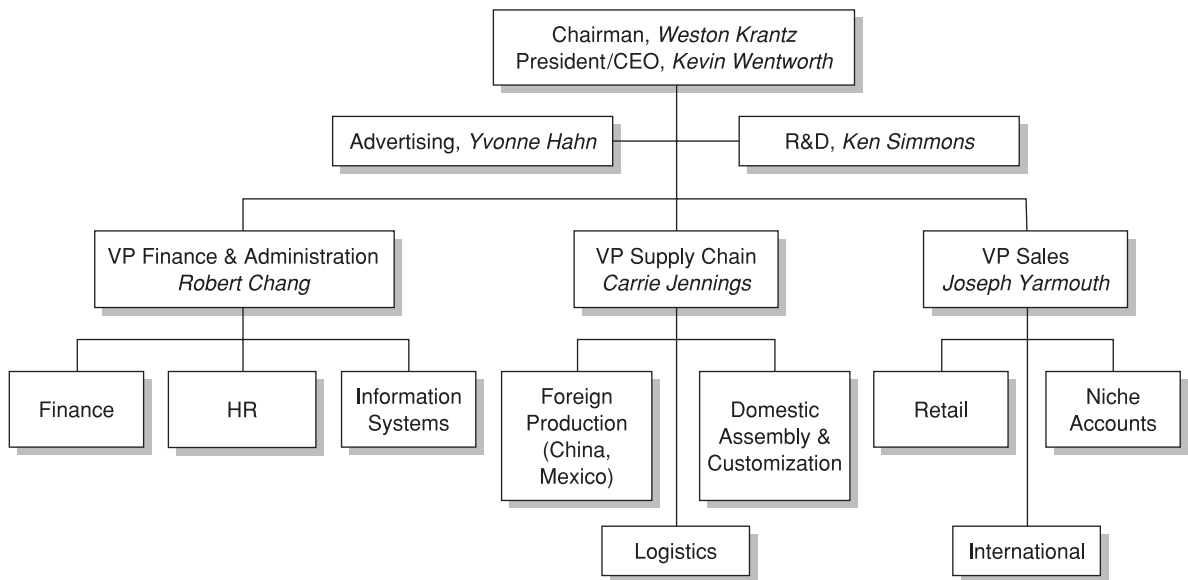 Chairman, Weston Krantz
President/CEO, Kevin Wentworth
Advertising, Yvonne Hahn
R&D, Ken Simmons
VP Finance & Administration
Robert Chang
VP Supply Chain
Carrie Jennings
VP Sales
Joseph Yarmouth
Finance
HR
Information
Systems
Foreign
Production
(China,
Mexico)
Domestic
Assembly &
Customization
Retail
Niche
Accounts
Logistics
International